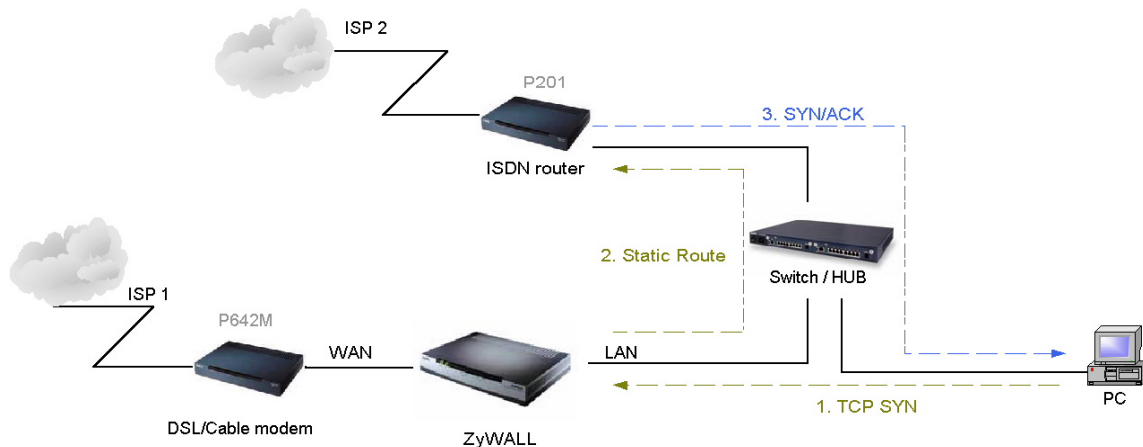 ISP 2
P201
3. SYN/ACK
ISDN router
2. Static Route
Switch / HUB
ISP 1
P642M
WAN
LAN
DSL/Cable modem
ZyWALL
1. TCP SYN
PC